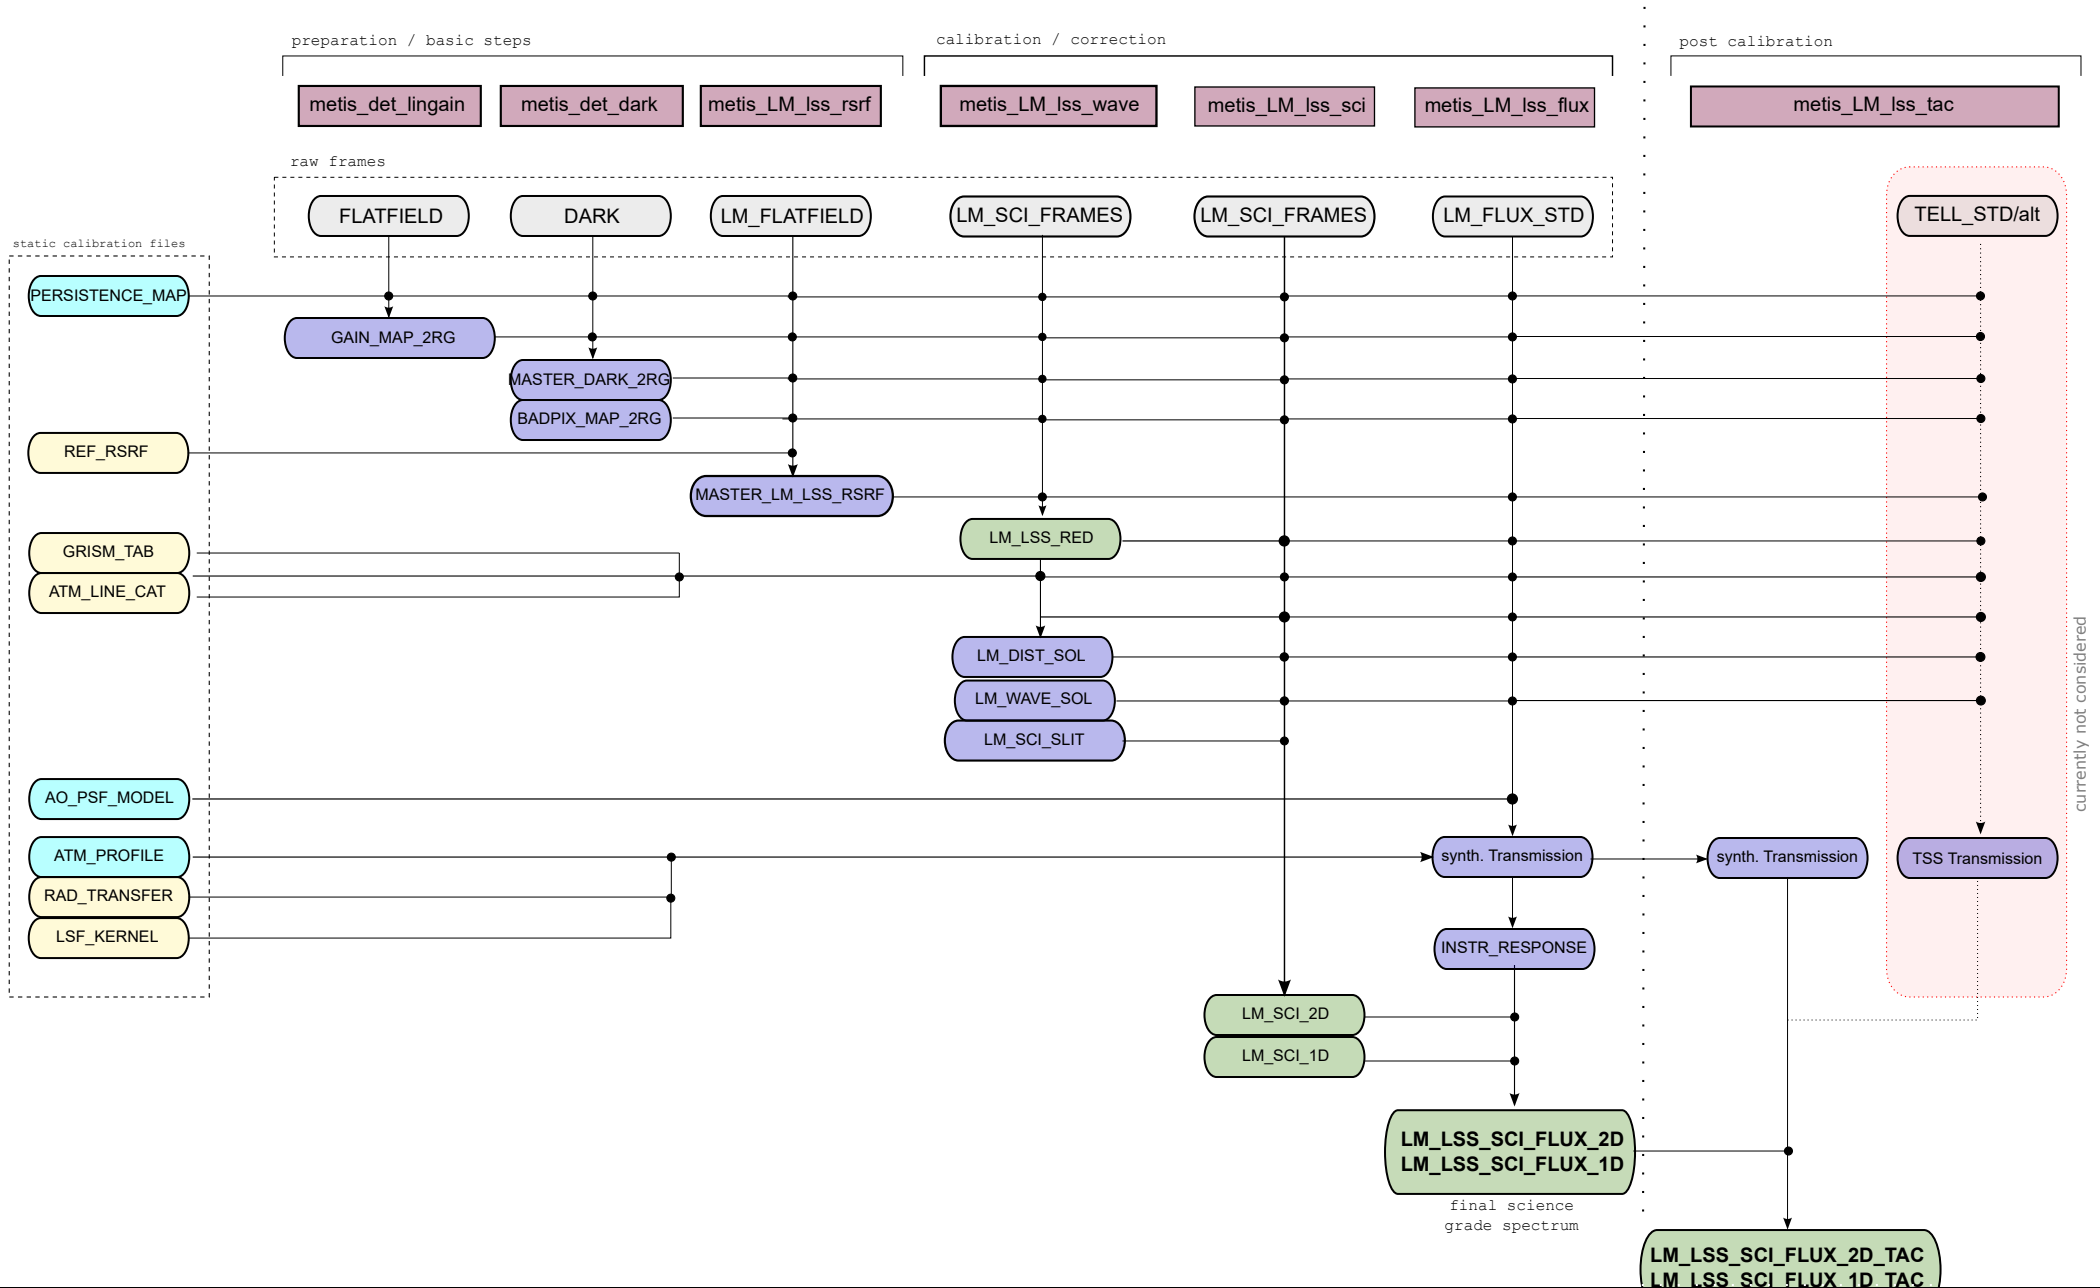 preparation / basic steps
calibration / correction
post calibration
metis_det_lingain
metis_det_dark
metis_LM_lss_rsrf
metis_LM_lss_wave
metis_LM_lss_sci
metis_LM_lss_flux
metis_LM_lss_tac
raw frames
FLATFIELD
DARK
LM_FLATFIELD
LM_SCI_FRAMES
LM_SCI_FRAMES
LM_FLUX_STD
TELL_STD/alt
static calibration files
PERSISTENCE_MAP
GAIN_MAP_2RG
MASTER_DARK_2RG
BADPIX_MAP_2RG
REF_RSRF
MASTER_LM_LSS_RSRF
LM_LSS_RED
GRISM_TAB
ATM_LINE_CAT
LM_DIST_SOL
LM_WAVE_SOL
LM_SCI_SLIT
currently not considered
AO_PSF_MODEL
ATM_PROFILE
synth. Transmission
synth. Transmission
TSS Transmission
RAD_TRANSFER
LSF_KERNEL
INSTR_RESPONSE
LM_SCI_2D
LM_SCI_1D
LM_LSS_SCI_FLUX_2D
LM_LSS_SCI_FLUX_1D
final science
grade spectrum
LM_LSS_SCI_FLUX_2D_TAC
LM_LSS_SCI_FLUX_1D_TAC